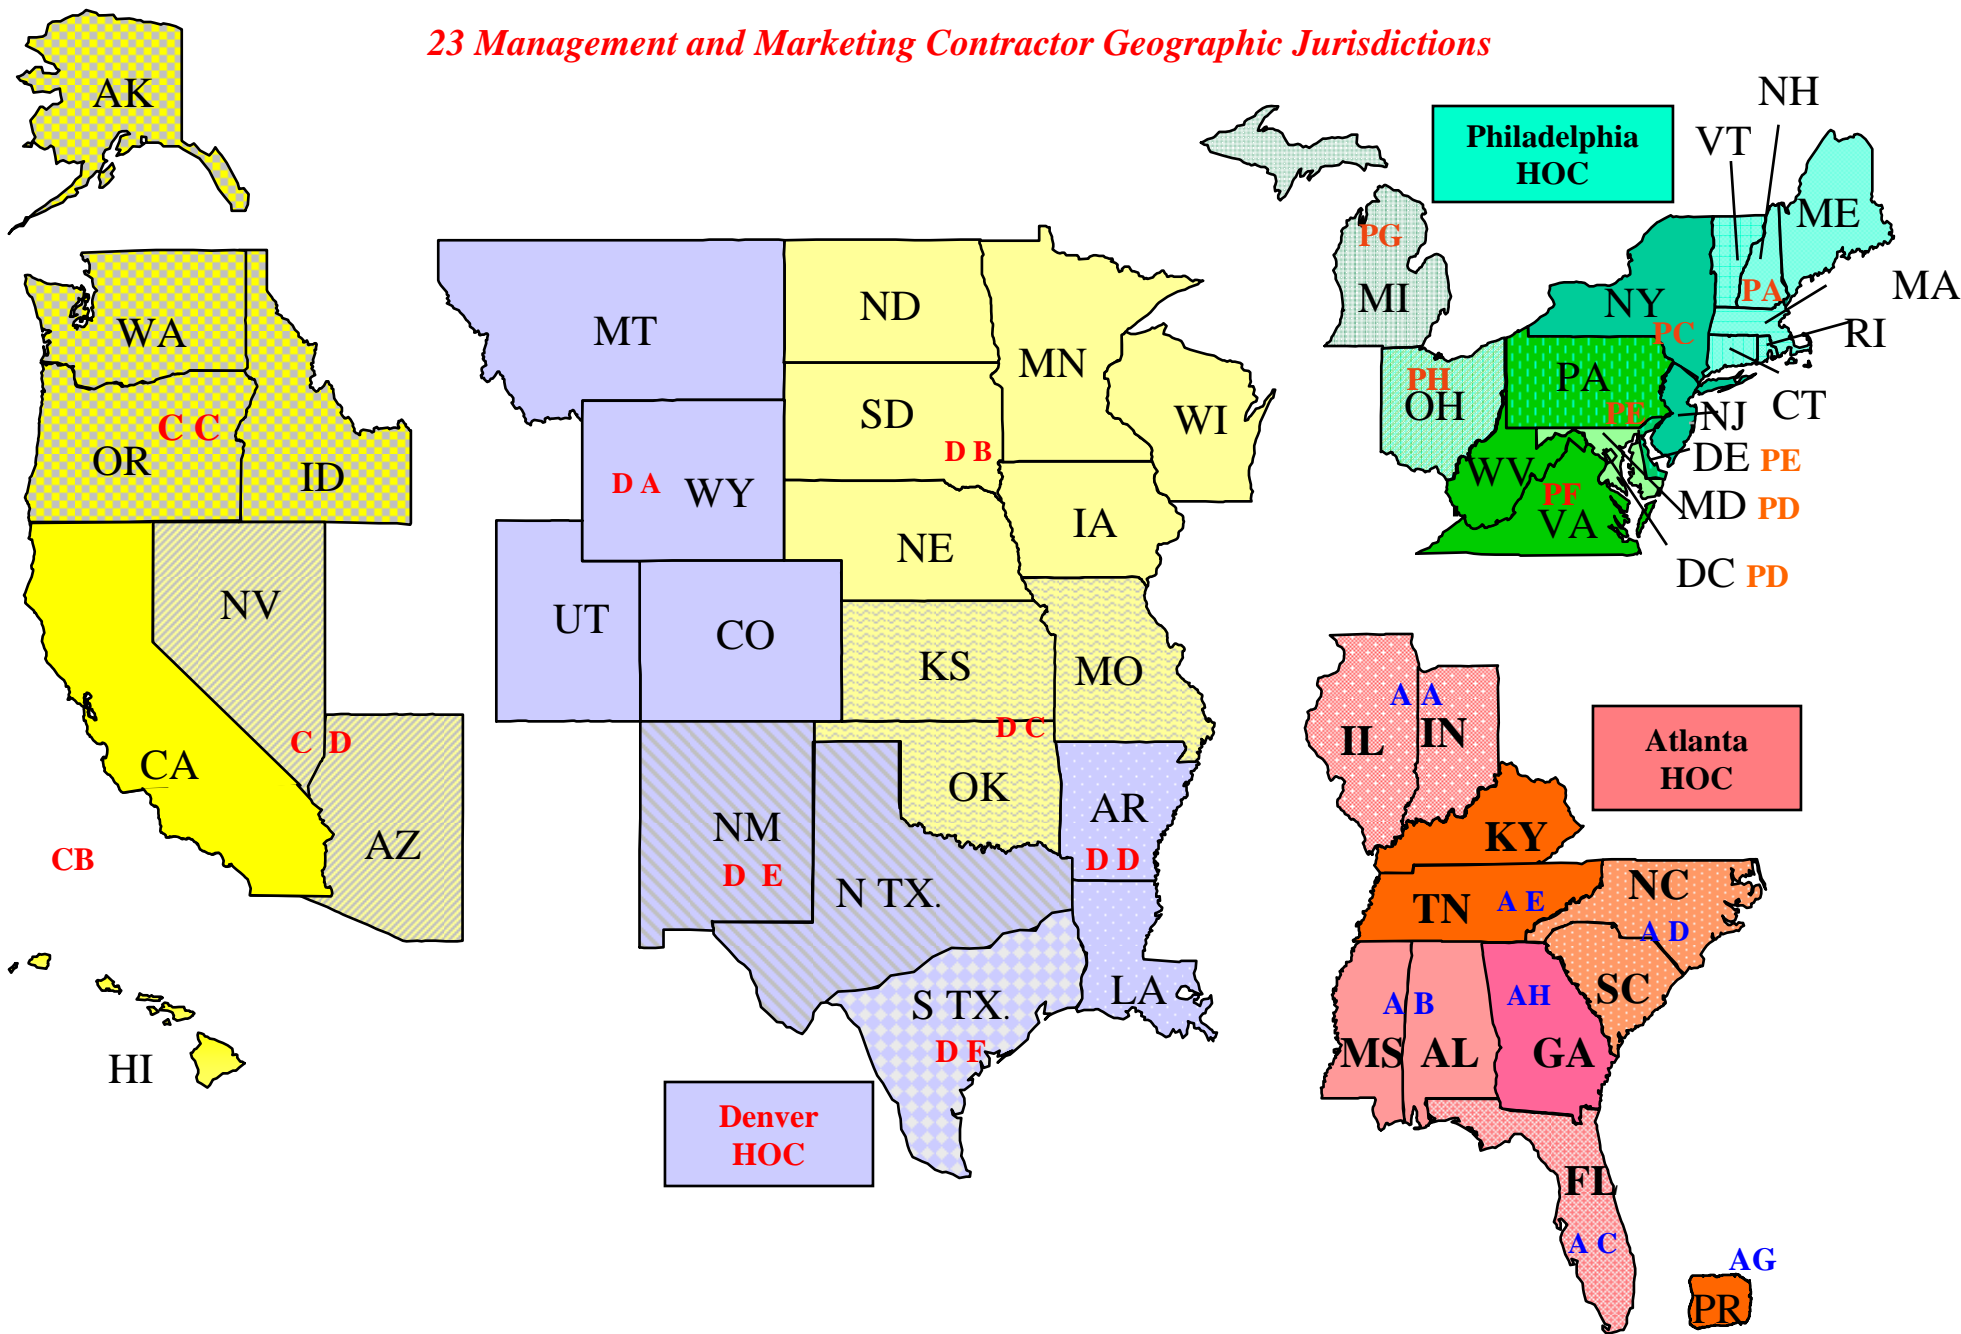 23 Management and Marketing Contractor Geographic Jurisdictions
AK
WA
OR
C C
ID
CA
NV
C D
AZ
CB
HI
MT
ND
MN
SD
D B
WI
D A
WY
NE
IA
UT
CO
KS
MO
D C
OK
NM
D E
N TX.
AR
D D
LA
S TX.
D F
Denver
HOC
Philadelphia
HOC
NH
VT
ME
PG
MI
PA
MA
NY
PC
RI
PH
OH
PA
PE
CT
NJ
DE PE
WV
PF
VA
MD PD
DC PD
A A
IL
IN
Atlanta
HOC
KY
TN
A E
NC
A D
SC
A B
AH
MS
AL
GA
FL
A C
AG
PR